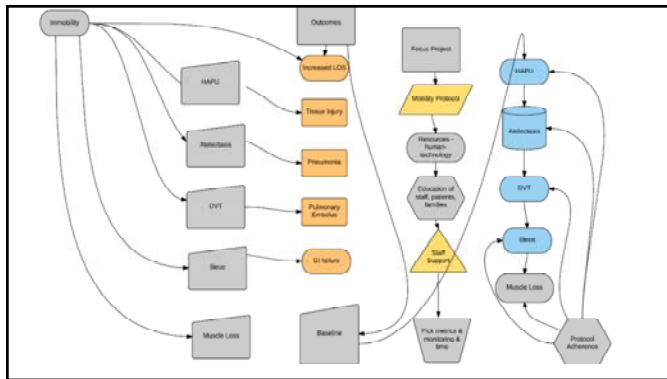 Immobility
HAPU
Atelectasis
DVT
Ileus
Muscle Loss
Outcomes
Increased LOS
Tissue Injury
Pneumonia
Pulmonary
Embolus
GI failure
Baseline
Focus Project
Mobility Protocol
Resources -
human-
technology
Education of
staff, patients,
families
Staff
Support
Pick metrics &
monitoring &
time
HAPU
Atelectasis
DVT
Ileus
Muscle Loss
Protocol
Adherence